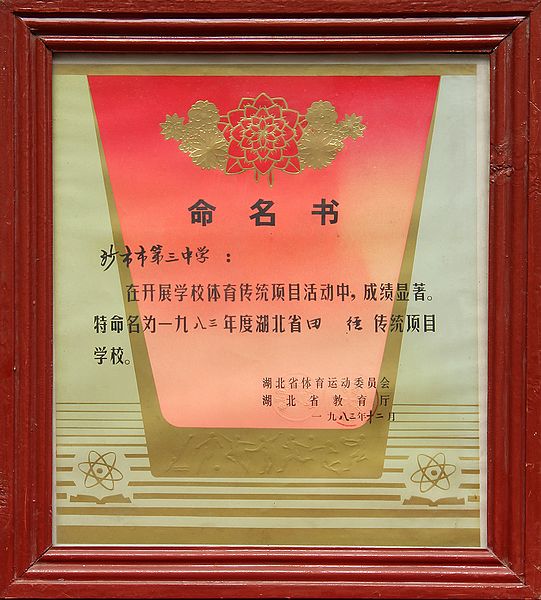 命名书
沙市市第三中学：
在开展学校体育传统项目活动中，成绩显著。
特命名为一九八三年度湖北省田径传统项目
学校。
湖北省体育运动委员会
湖北省教育厅
一九八三年十二月